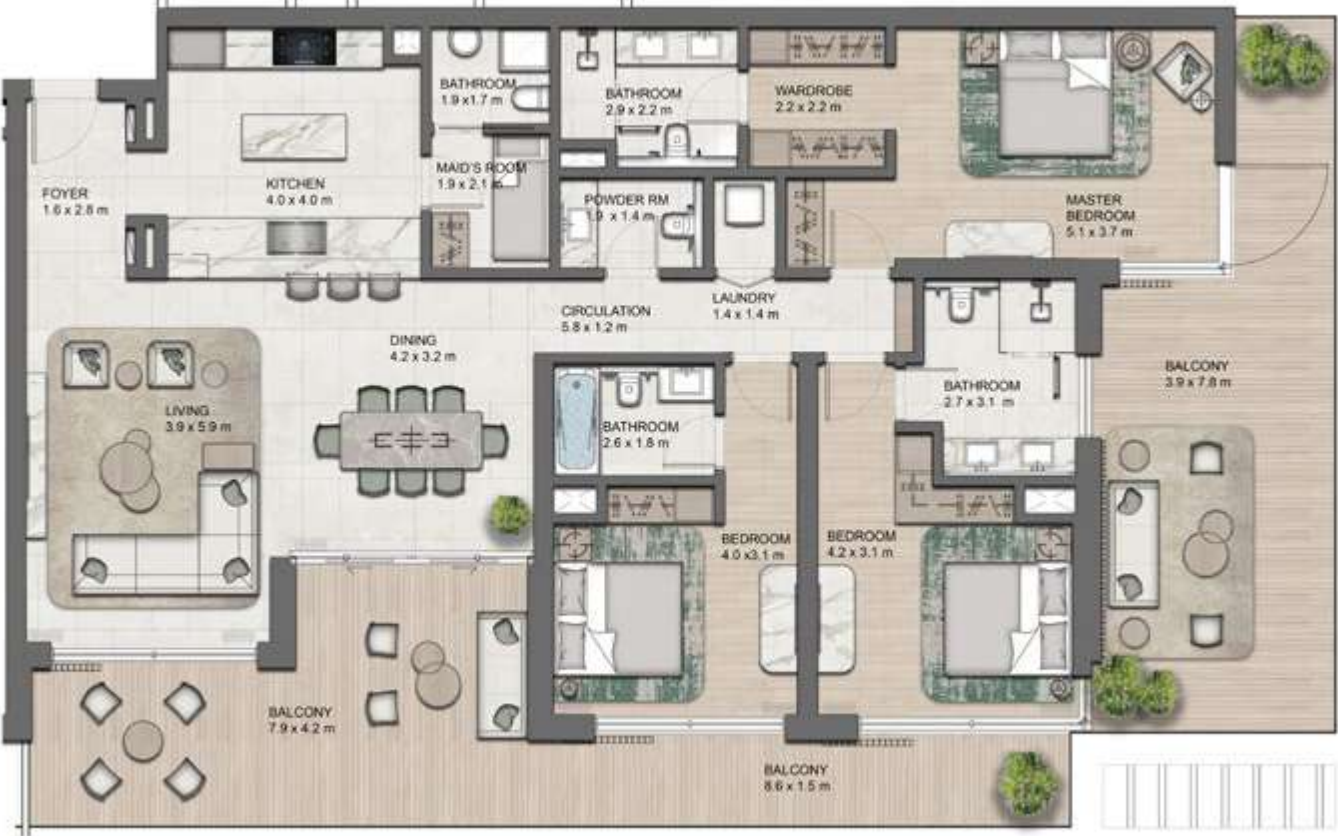 BATHROOM
1.9 x1.7 m
BATHROOM
2.9 x 2.2 m
WARDROBE
2.2 x 2.2 m
FOYER
1.6 x 2.8 m
KITCHEN
4.0 x 4.0 m
MAID'S ROOM
1.9 x 2.1 m
POWDER RM
1.9 x 1.4 m
MASTER
BEDROOM
5.1 x 3.7 m
CIRCULATION
5.8 x 1.2 m
LAUNDRY
1.4 x 1.4 m
DINING
4.2 x 3.2 m
LIVING
3.9 x 5.9 m
BATHROOM
2.6 x 1.8 m
BATHROOM
2.7 x 3.1 m
BALCONY
3.9 x 7.8 m
BEDROOM
4.0 x3.1 m
BEDROOM
4.2 x 3.1 m
BALCONY
7.9 x 4.2 m
BALCONY
8.6 x 1.5 m